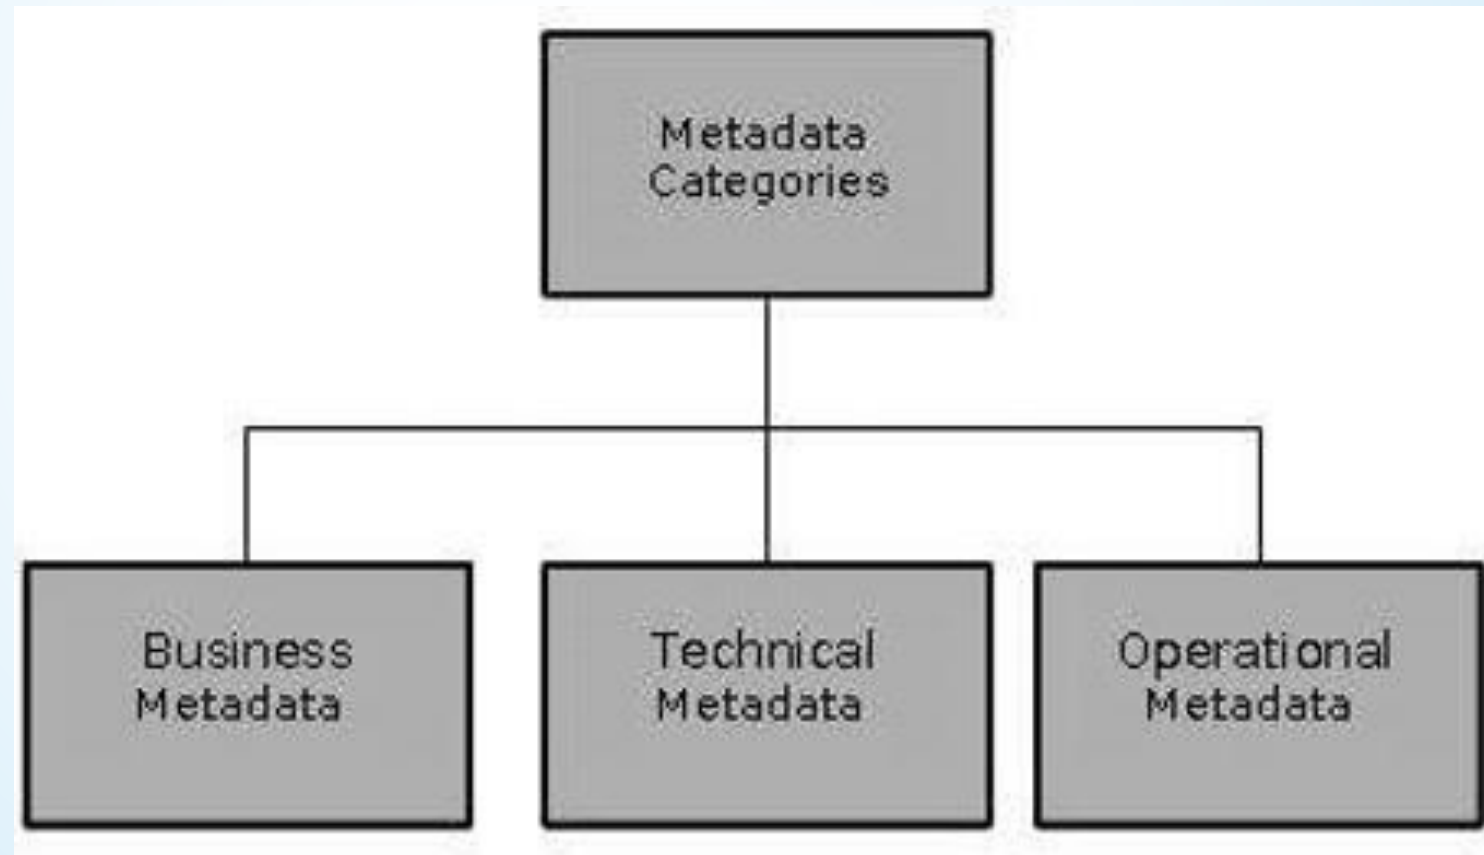 Metadata
Categories
Business
Metadata
Technical
Metadata
Operational
Metadata